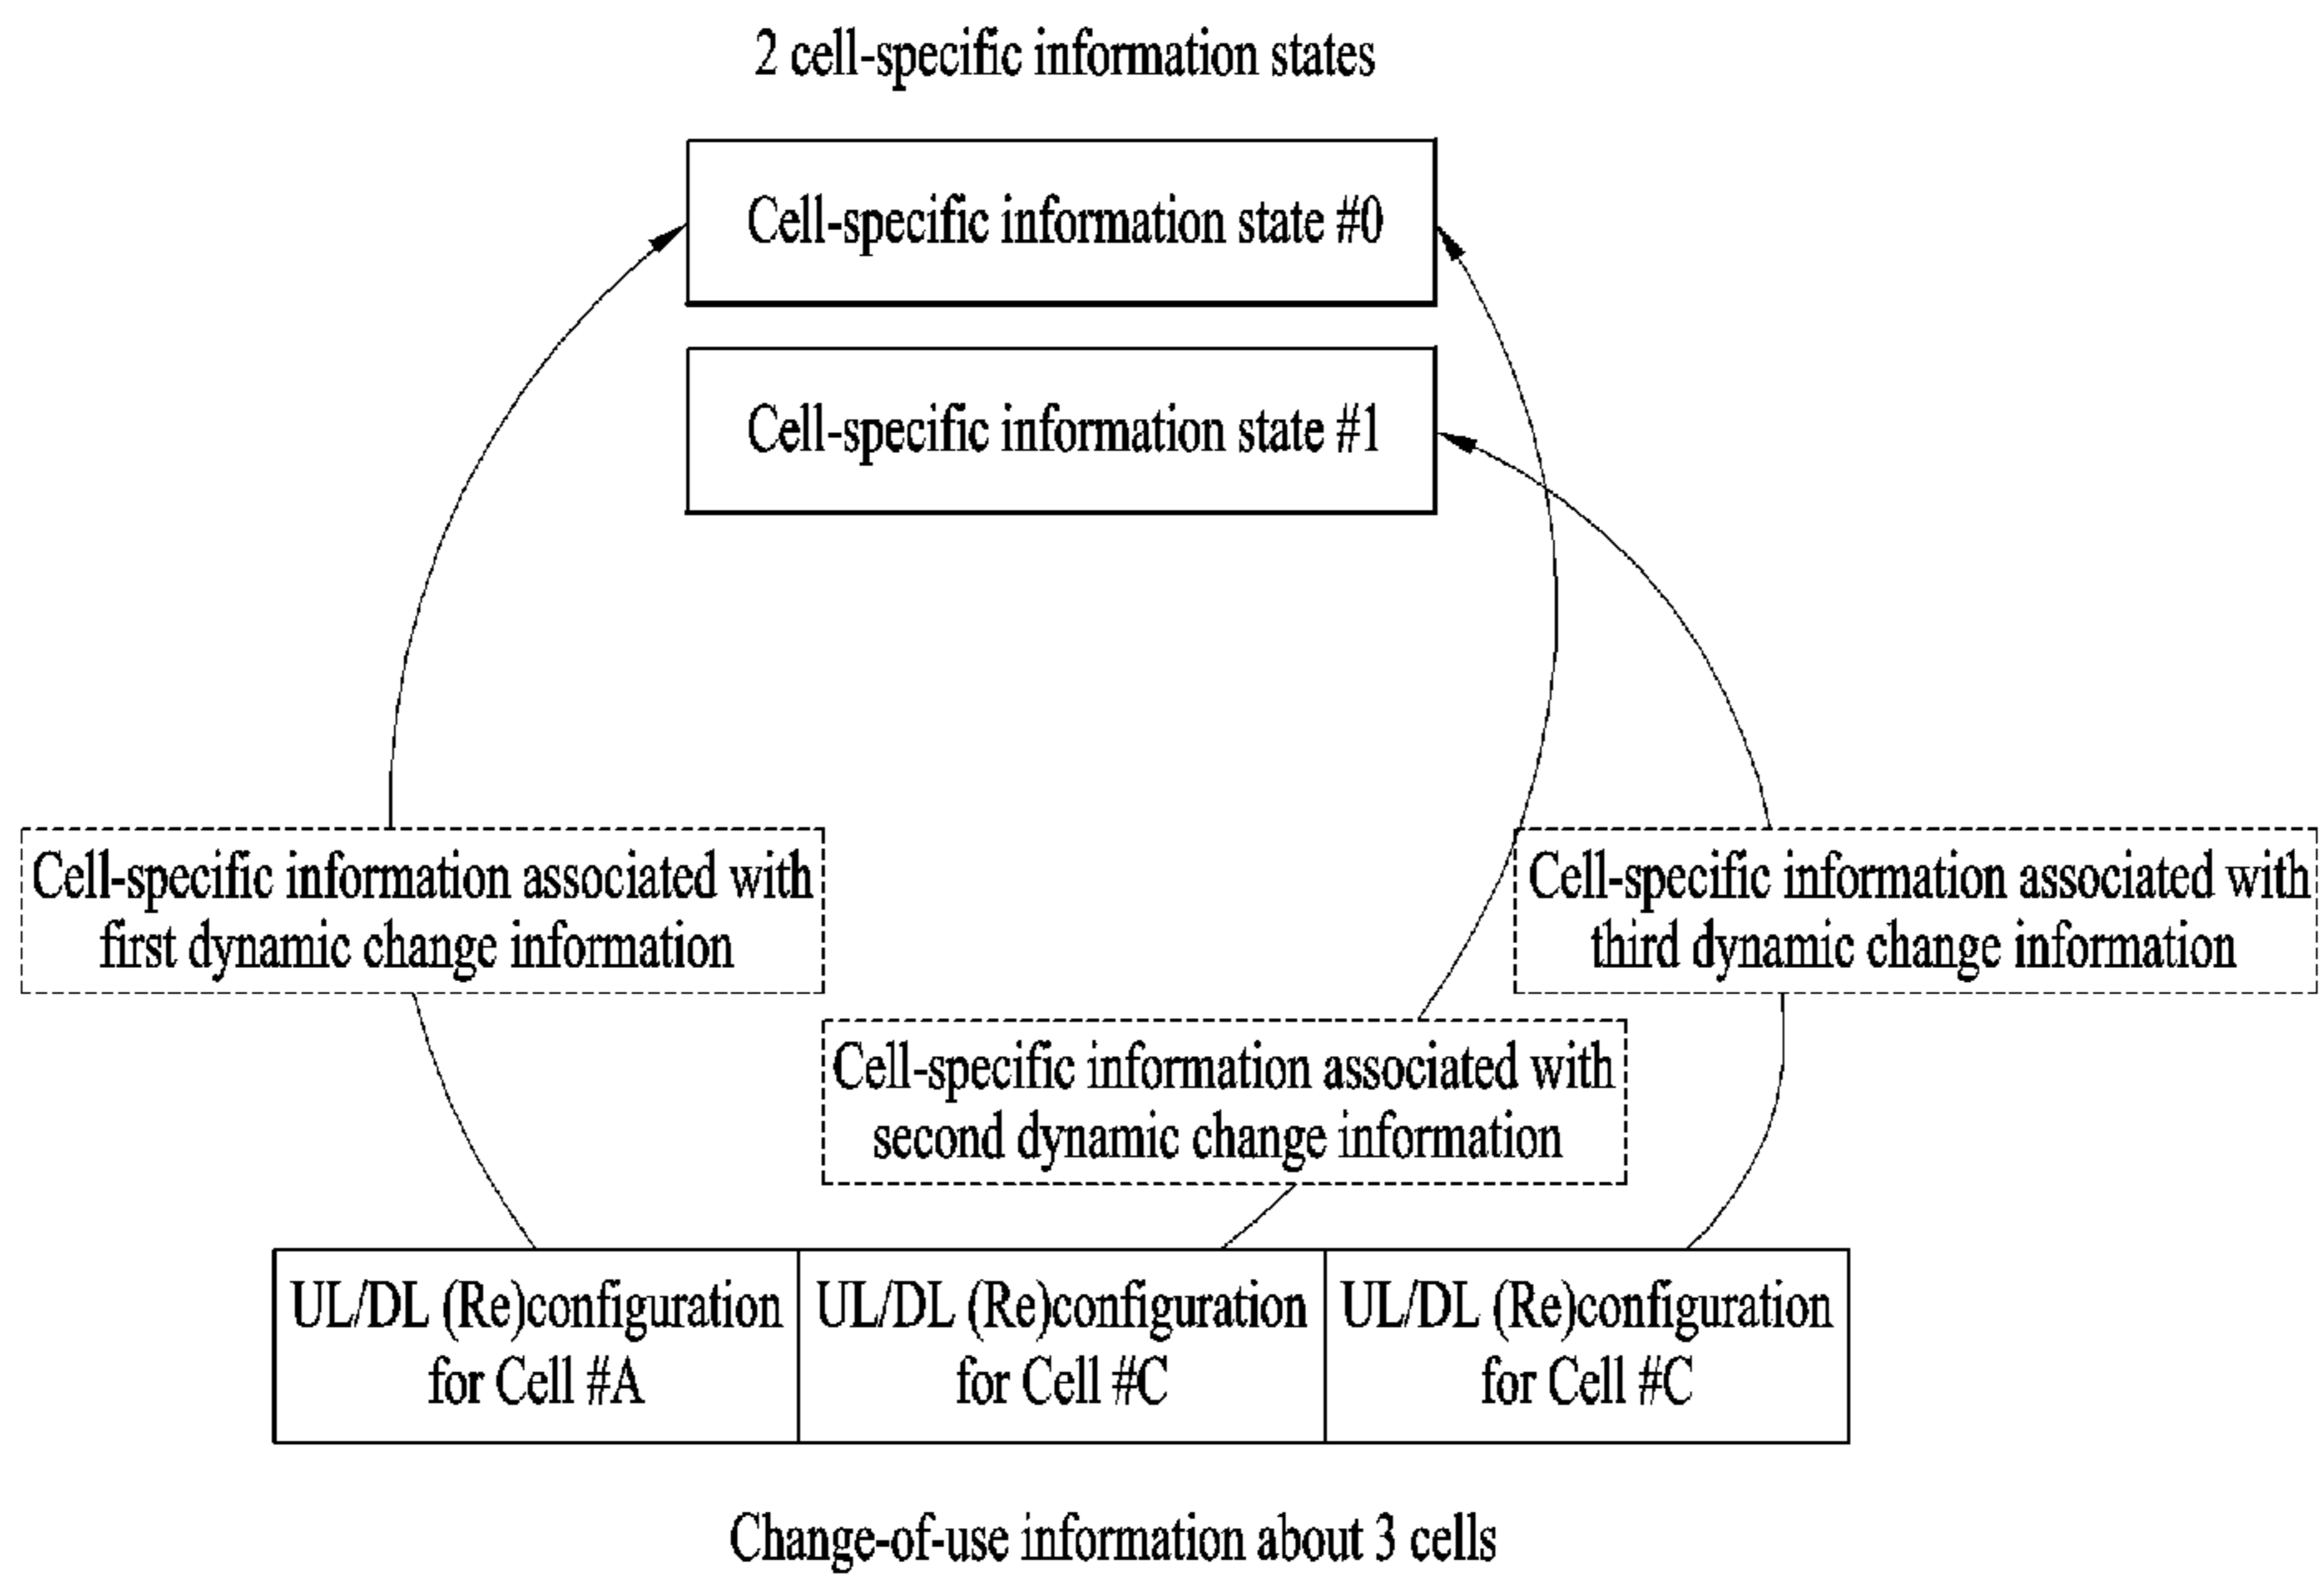 2 cell-specific information states
Cell-specific information state #0
Cell-specific information state #1
Cell-specific information associated with
first dynamic change information
Cell-specific information associated with
third dynamic change information
Cell-specific information associated with
second dynamic change information
UL/DL (Re)configuration
for Cell #A
UL/DL (Re)configuration
for Cell #C
UL/DL (Re)configuration
for Cell #C
Change-of-use information about 3 cells